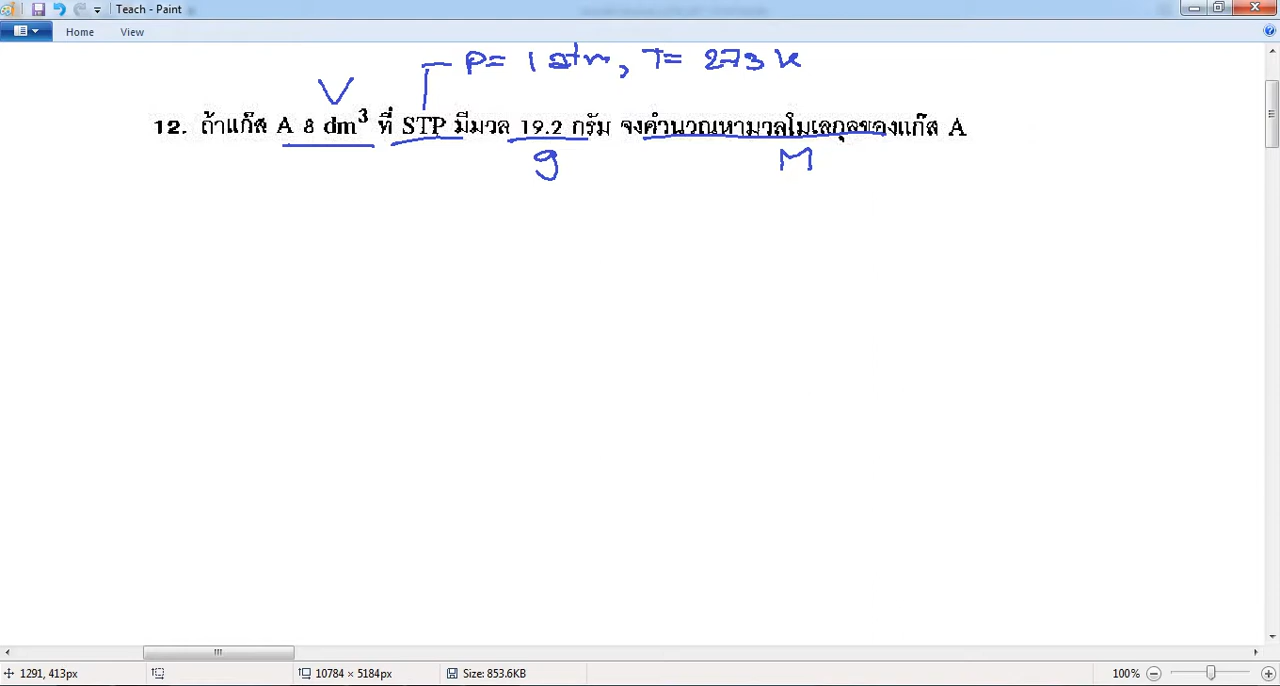 Teach - Paint
Home View
P= 1 atm, T= 273 K
V
12. ถ้าแก๊ส A 8 dm³ ที่ STP มีมวล 19.2 กรัม จงคำนวณหามวลโมเลกุลของแก๊ส A
g M
1291, 413px 10784 × 5184px Size: 853.6KB 100%